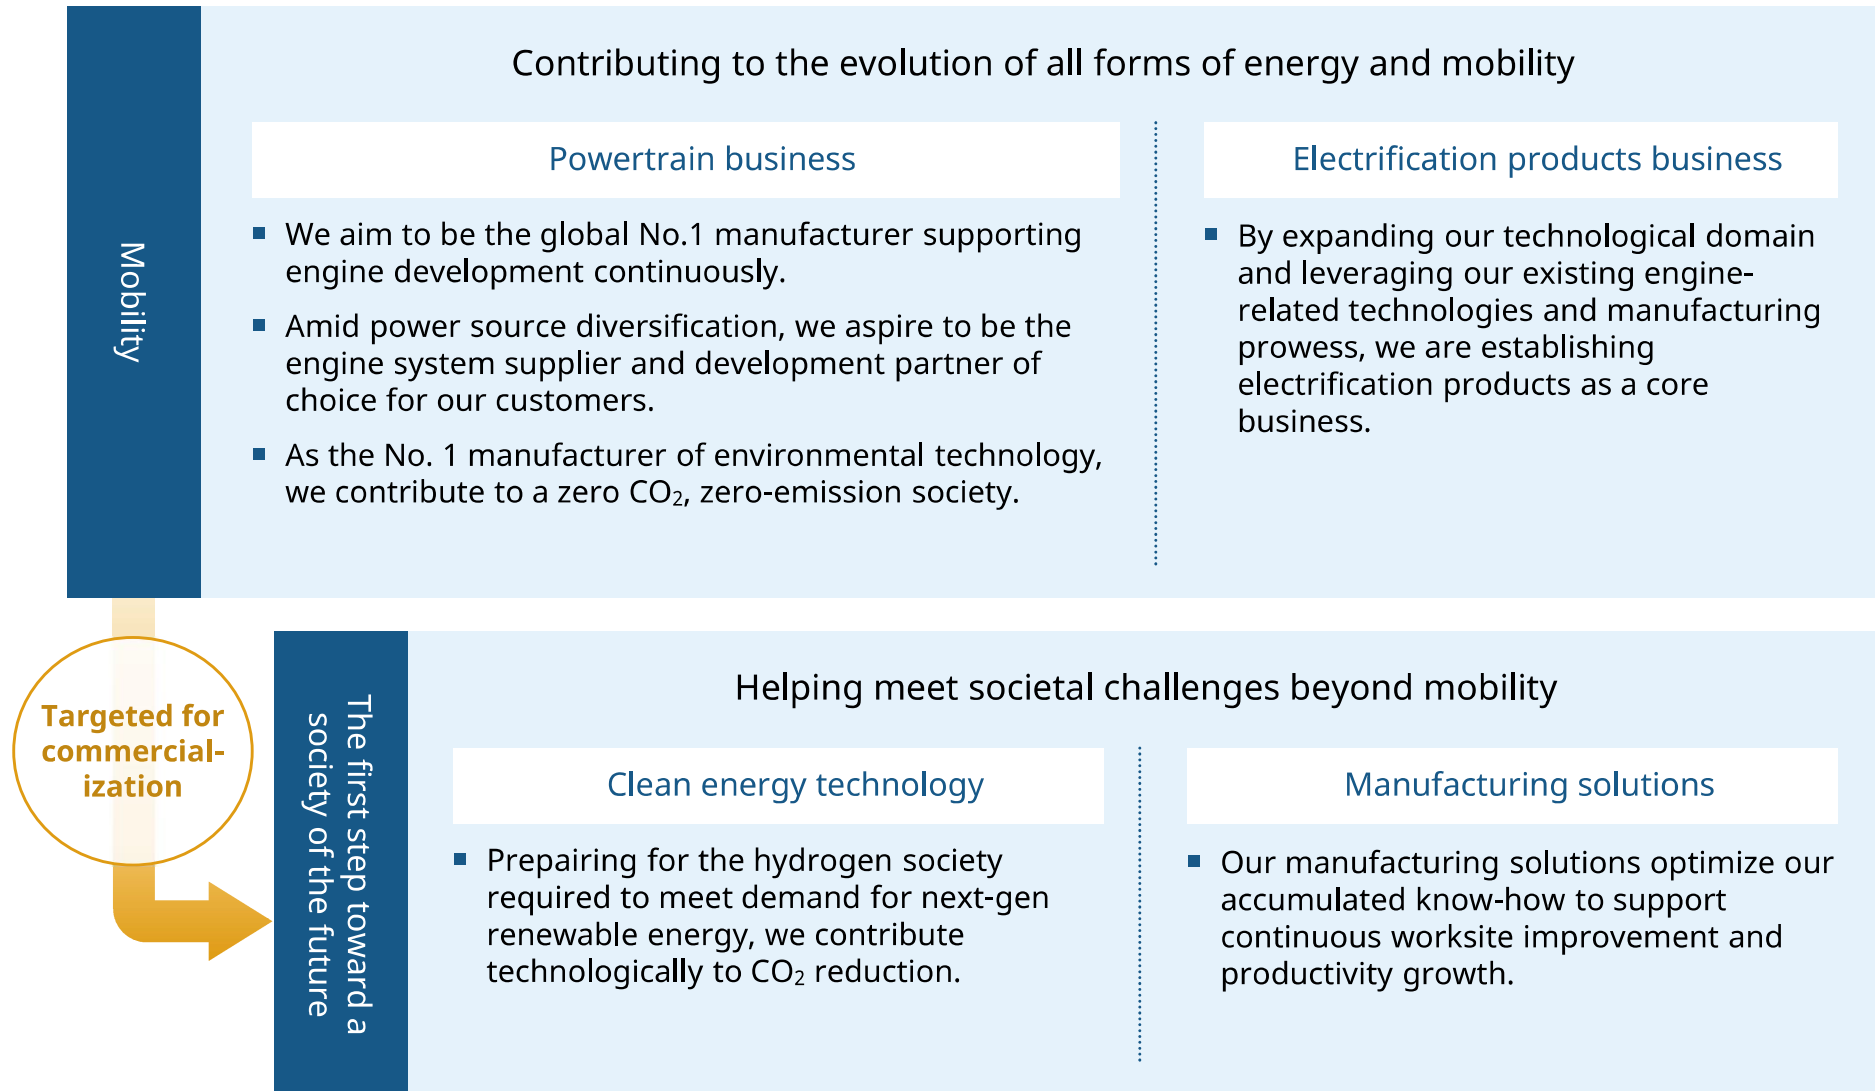 Mobility
Contributing to the evolution of all forms of energy and mobility
Powertrain business
■ We aim to be the global No.1 manufacturer supporting
engine development continuously.
■ Amid power source diversification, we aspire to be the
engine system supplier and development partner of
choice for our customers.
■ As the No. 1 manufacturer of environmental technology,
we contribute to a zero CO₂, zero-emission society.
Electrification products business
■ By expanding our technological domain
and leveraging our existing engine-
related technologies and manufacturing
prowess, we are establishing
electrification products as a core
business.
Targeted for
commercial-
ization
The first step toward a
society of the future
Helping meet societal challenges beyond mobility
Clean energy technology
■ Prepairing for the hydrogen society
required to meet demand for next-gen
renewable energy, we contribute
technologically to CO₂ reduction.
Manufacturing solutions
■ Our manufacturing solutions optimize our
accumulated know-how to support
continuous worksite improvement and
productivity growth.